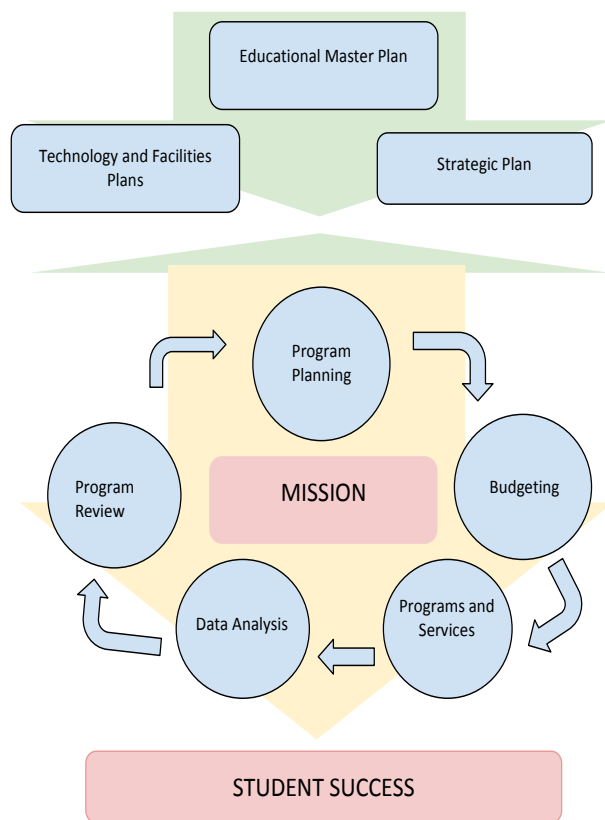 Educational Master Plan
Technology and Facilities
Plans
Strategic Plan
Program
Planning
Program
Review
MISSION
Budgeting
Data Analysis
Programs and
Services
STUDENT SUCCESS